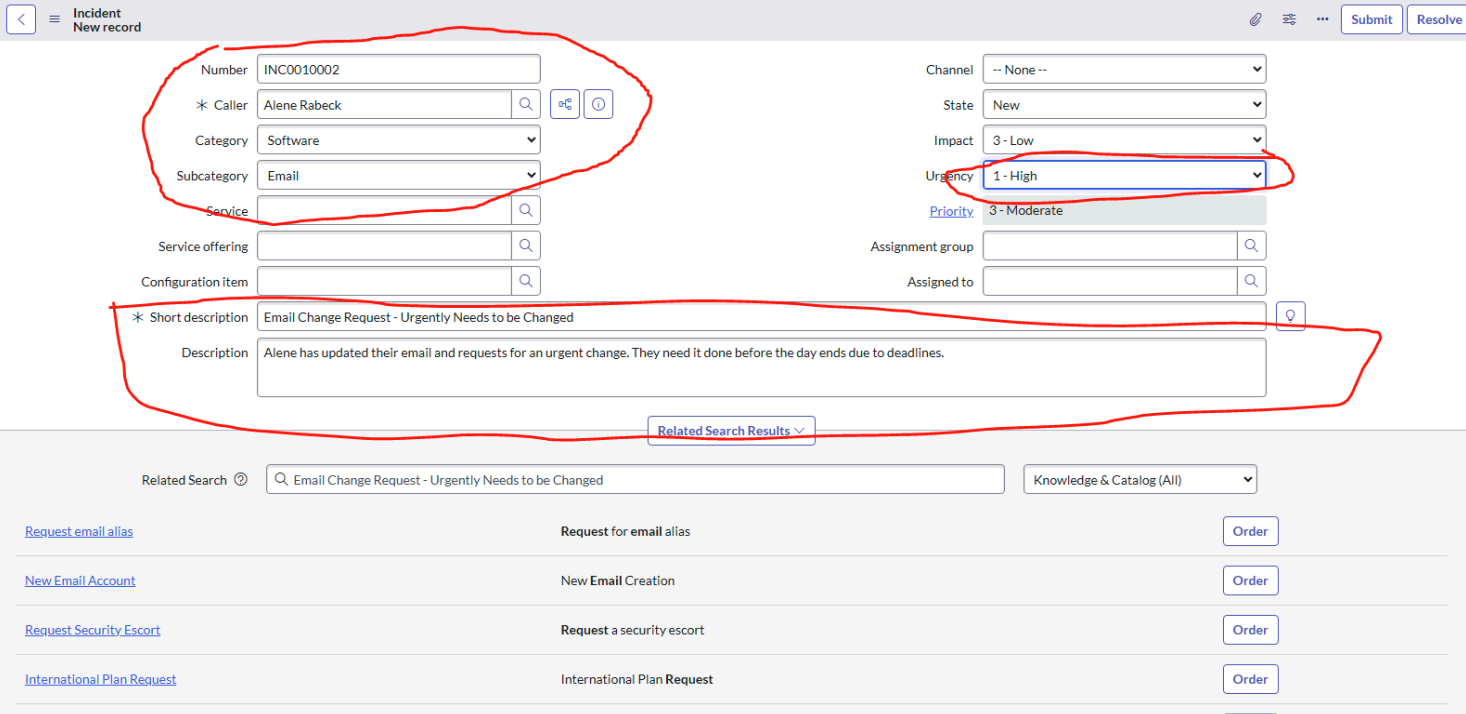 Incident
New record
Submit
Resolve
Number INC0010002
Channel -- None --
Caller Alene Rabeck
State New
Category Software
Impact 3 - Low
Subcategory Email
Urgency 1 - High
Service
Priority 3 - Moderate
Service offering
Assignment group
Configuration item
Assigned to
Short description Email Change Request - Urgently Needs to be Changed
Description Alene has updated their email and requests for an urgent change. They need it done before the day ends due to deadlines.
Related Search Results
Related Search Email Change Request - Urgently Needs to be Changed Knowledge & Catalog (All)
Request email alias Request for email alias Order
New Email Account New Email Creation Order
Request Security Escort Request a security escort Order
International Plan Request International Plan Request Order